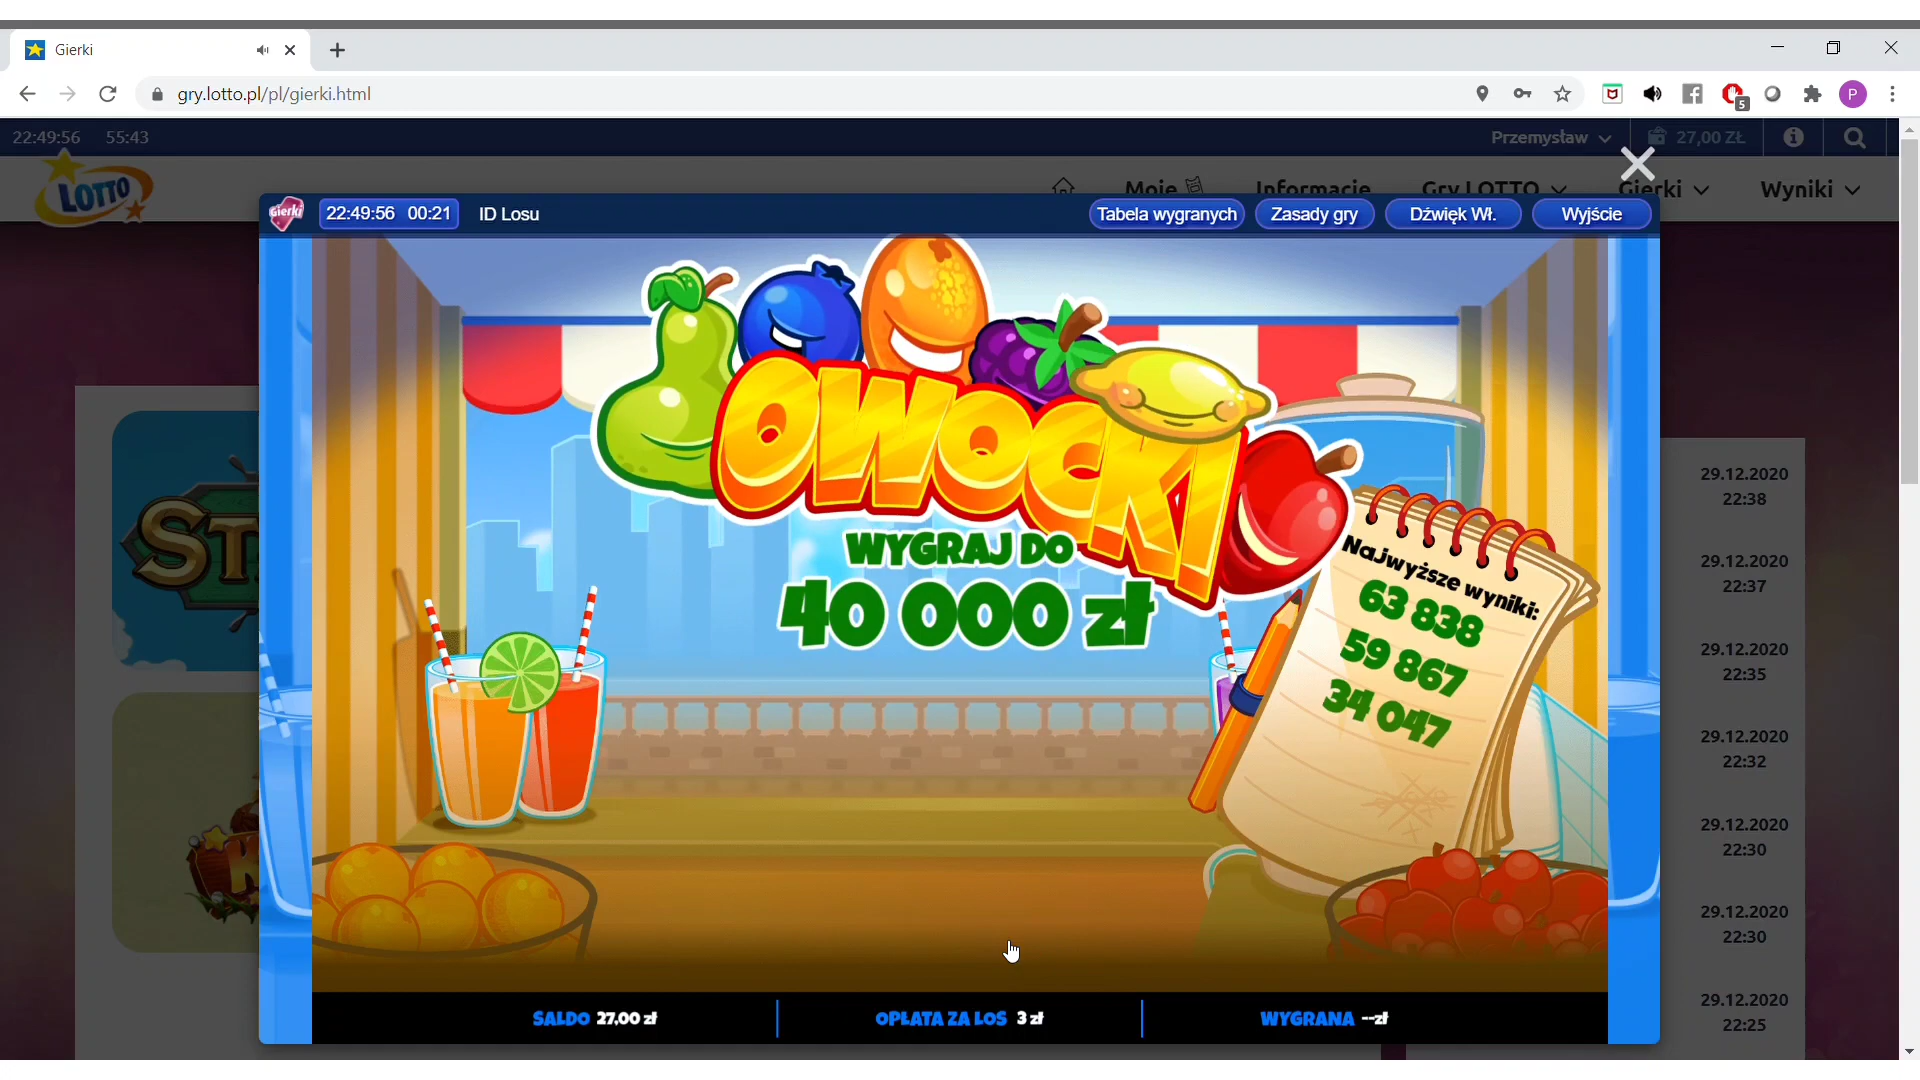 Gierki
gry.lotto.pl/pl/gierki.html
5
P
22:49:56 55:43
Przemysław
27,00 ZŁ
LOTTO
Moje
Informacje
Gry LOTTO
Gierki
Wyniki
Gierki
22:49:56 00:21
ID Losu
Tabela wygranych
Zasady gry
Dźwięk Wł.
Wyjście
OWOCKI
WYGRAJ DO
40 000 zł
Najwyższe wyniki:
63 838
59 867
34 047
29.12.2020
22:38
29.12.2020
22:37
29.12.2020
22:35
29.12.2020
22:32
29.12.2020
22:30
29.12.2020
22:30
29.12.2020
22:25
SALDO 27,00 zł
OPŁATA ZA LOS 3 zł
WYGRANA --zł